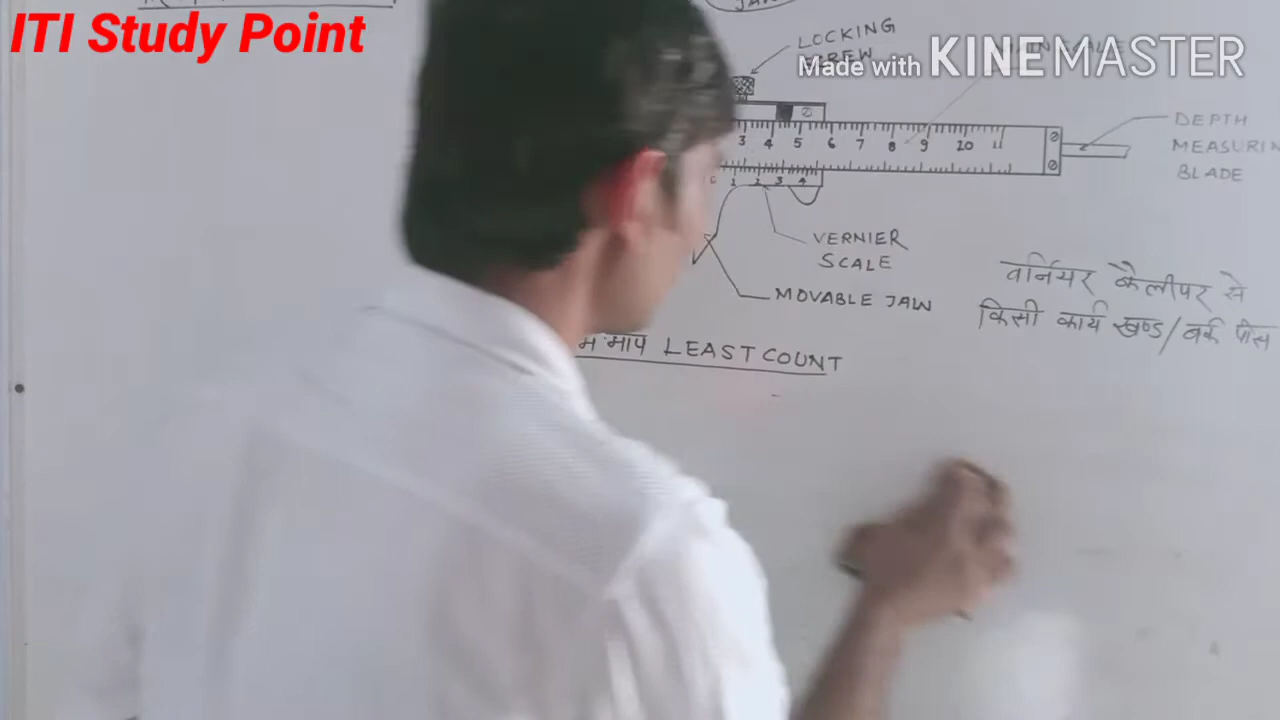 ITI Study Point
LOCKING
Made with KINEMASTER
3 4 5 6 7 8 9 10 11
DEPTH
MEASURIN
BLADE
1 2 3 4
VERNIER
SCALE
MOVABLE JAW
वर्नियर कैलीपर से
किसी कार्य खण्ड/वर्क पीस
माप LEAST COUNT